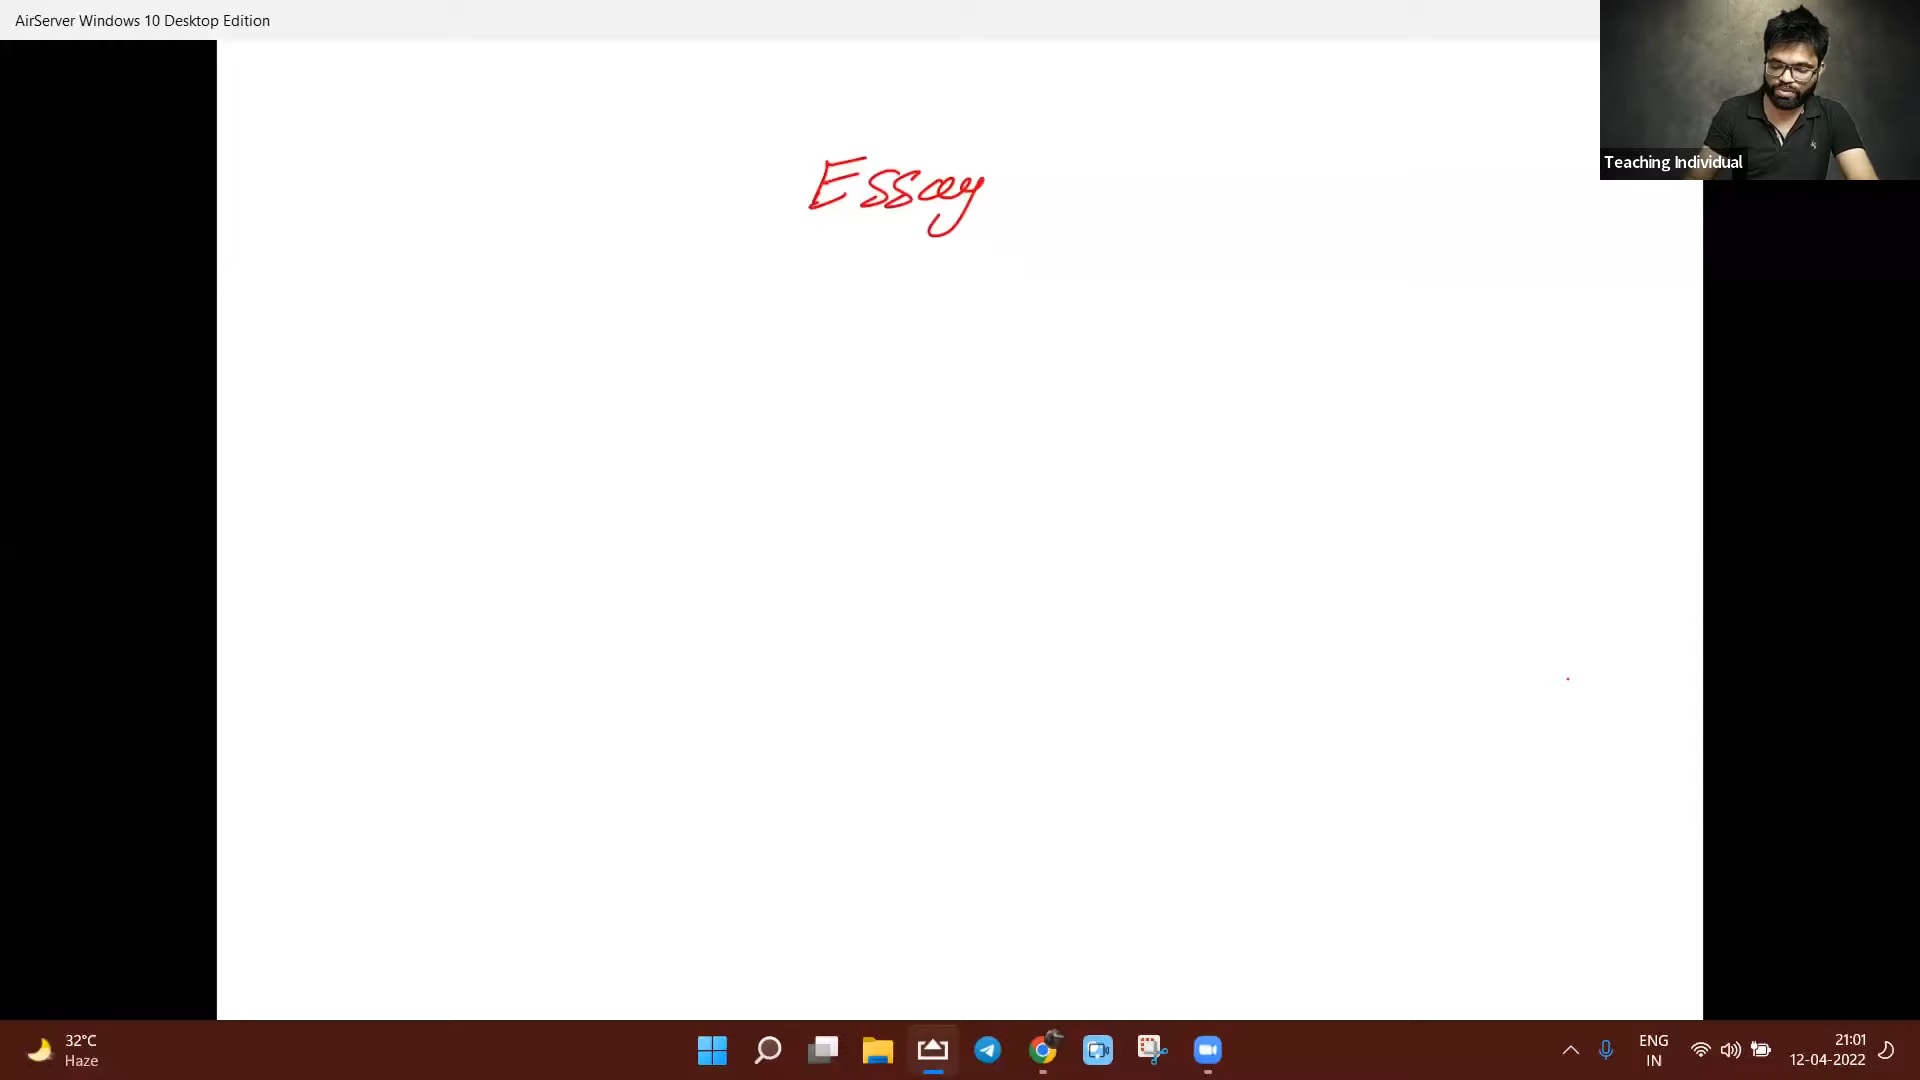 AirServer Windows 10 Desktop Edition
Teaching Individual
Essay
32°C
Haze
ENG
IN
21:01
12-04-2022